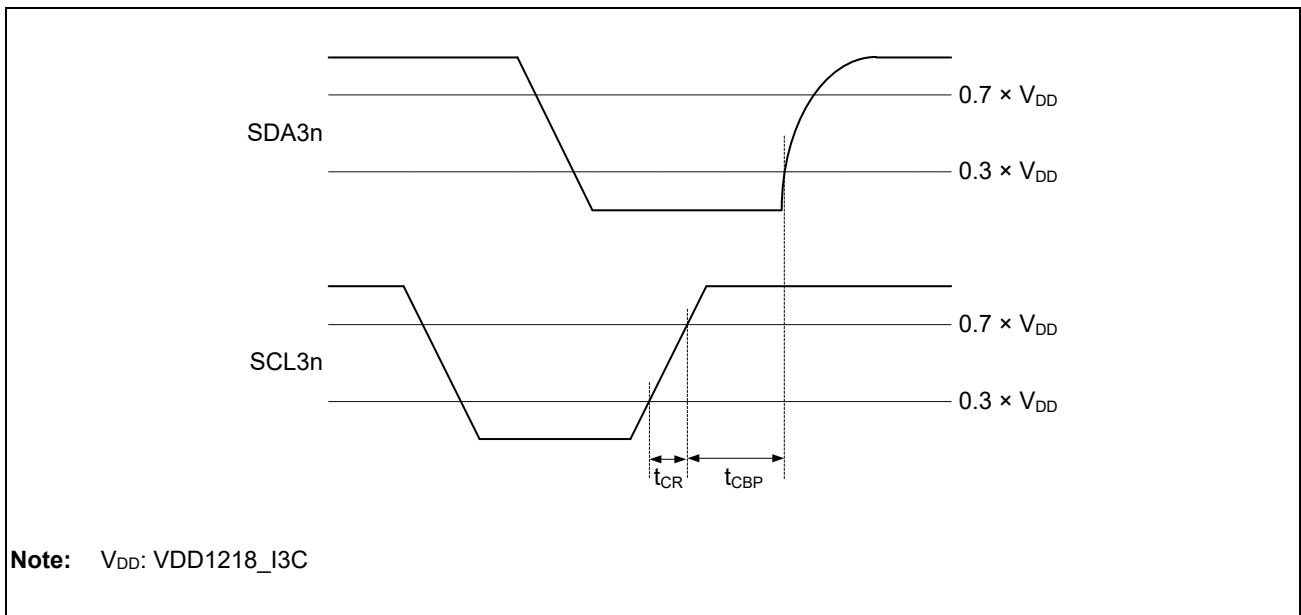 0.7 × VDD
SDA3n
0.3 × VDD
0.7 × VDD
SCL3n
0.3 × VDD
tCR tCBP
Note: VDD: VDD1218_I3C